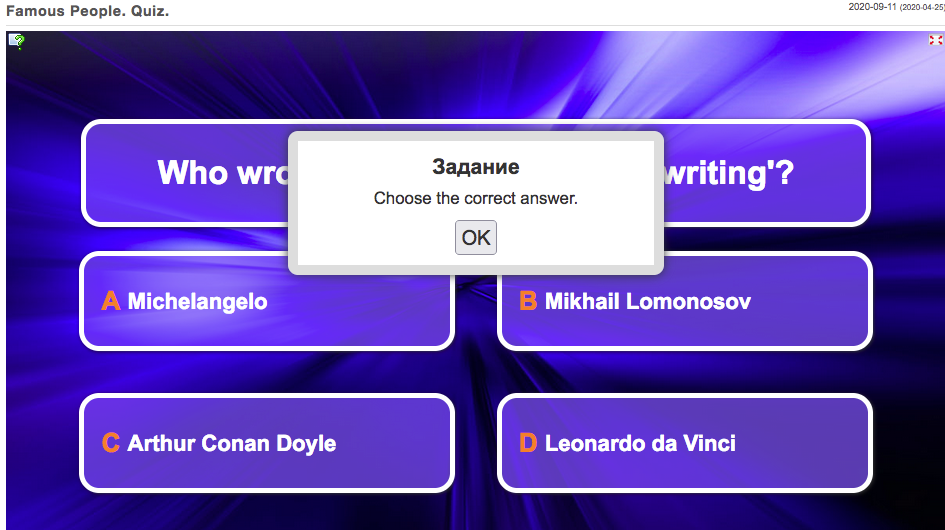 Famous People. Quiz.
2020-09-11 (2020-04-25)
Who wro
writing'?
Задание
Choose the correct answer.
OK
A Michelangelo
B Mikhail Lomonosov
C Arthur Conan Doyle
D Leonardo da Vinci